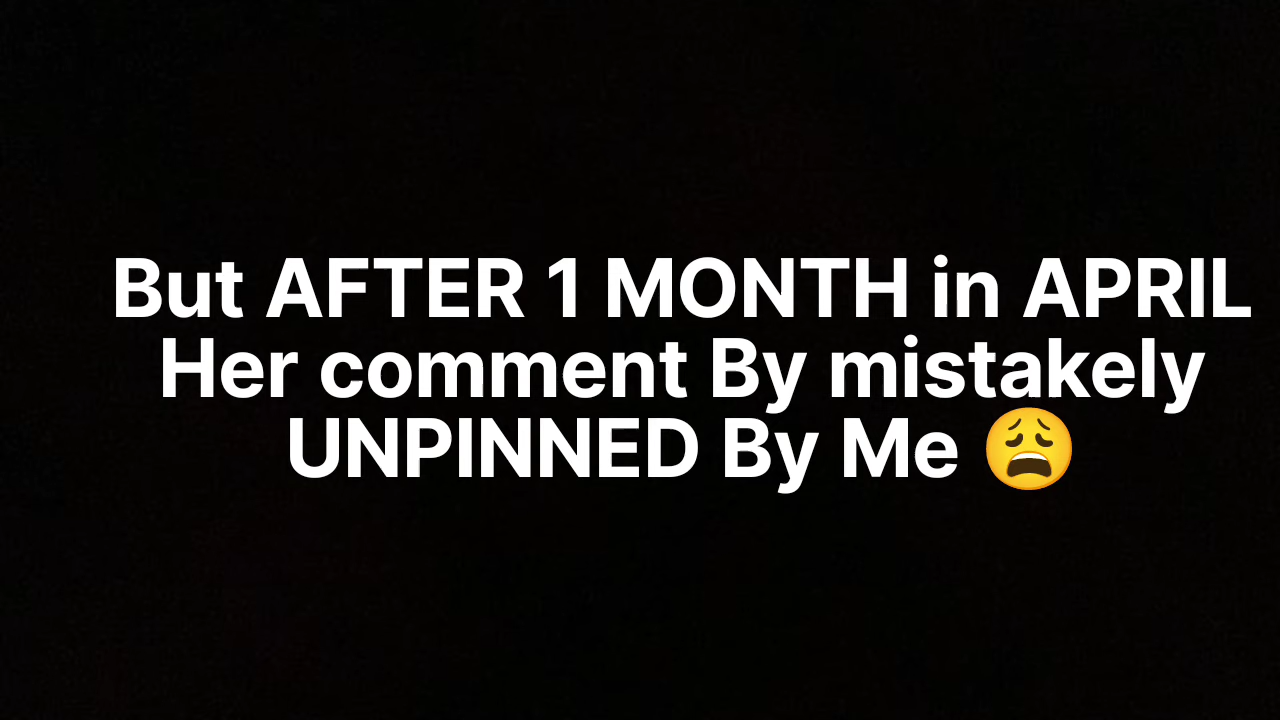 But AFTER 1 MONTH in APRIL
Her comment By mistakely
UNPINNED By Me 😩